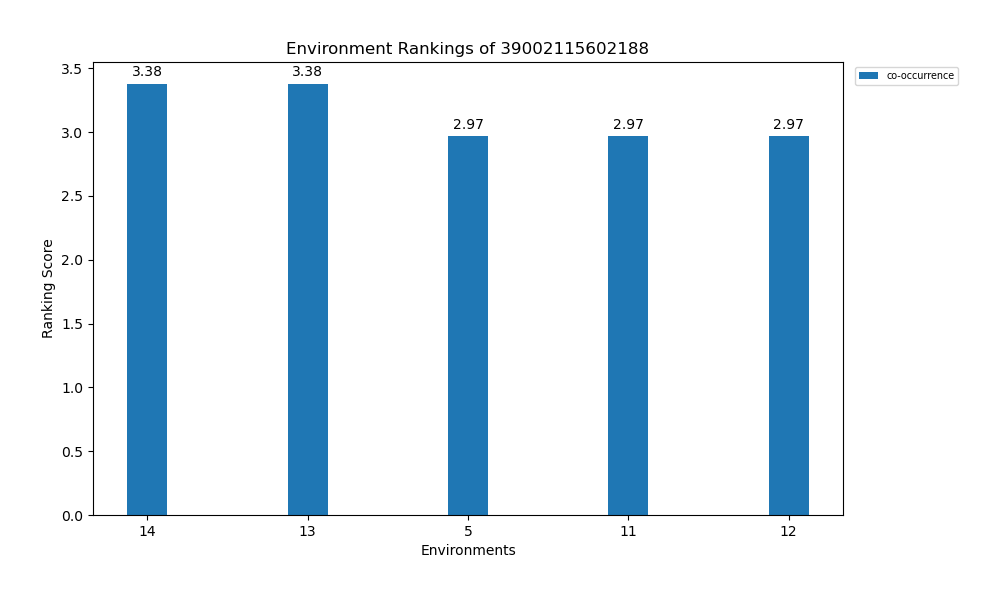 Environment Rankings of 39002115602188
co-occurrence
3.38 3.38 2.97 2.97 2.97
3.5
3.0
2.5
2.0
1.5
1.0
0.5
0.0
Ranking Score
14 13 5 11 12
Environments